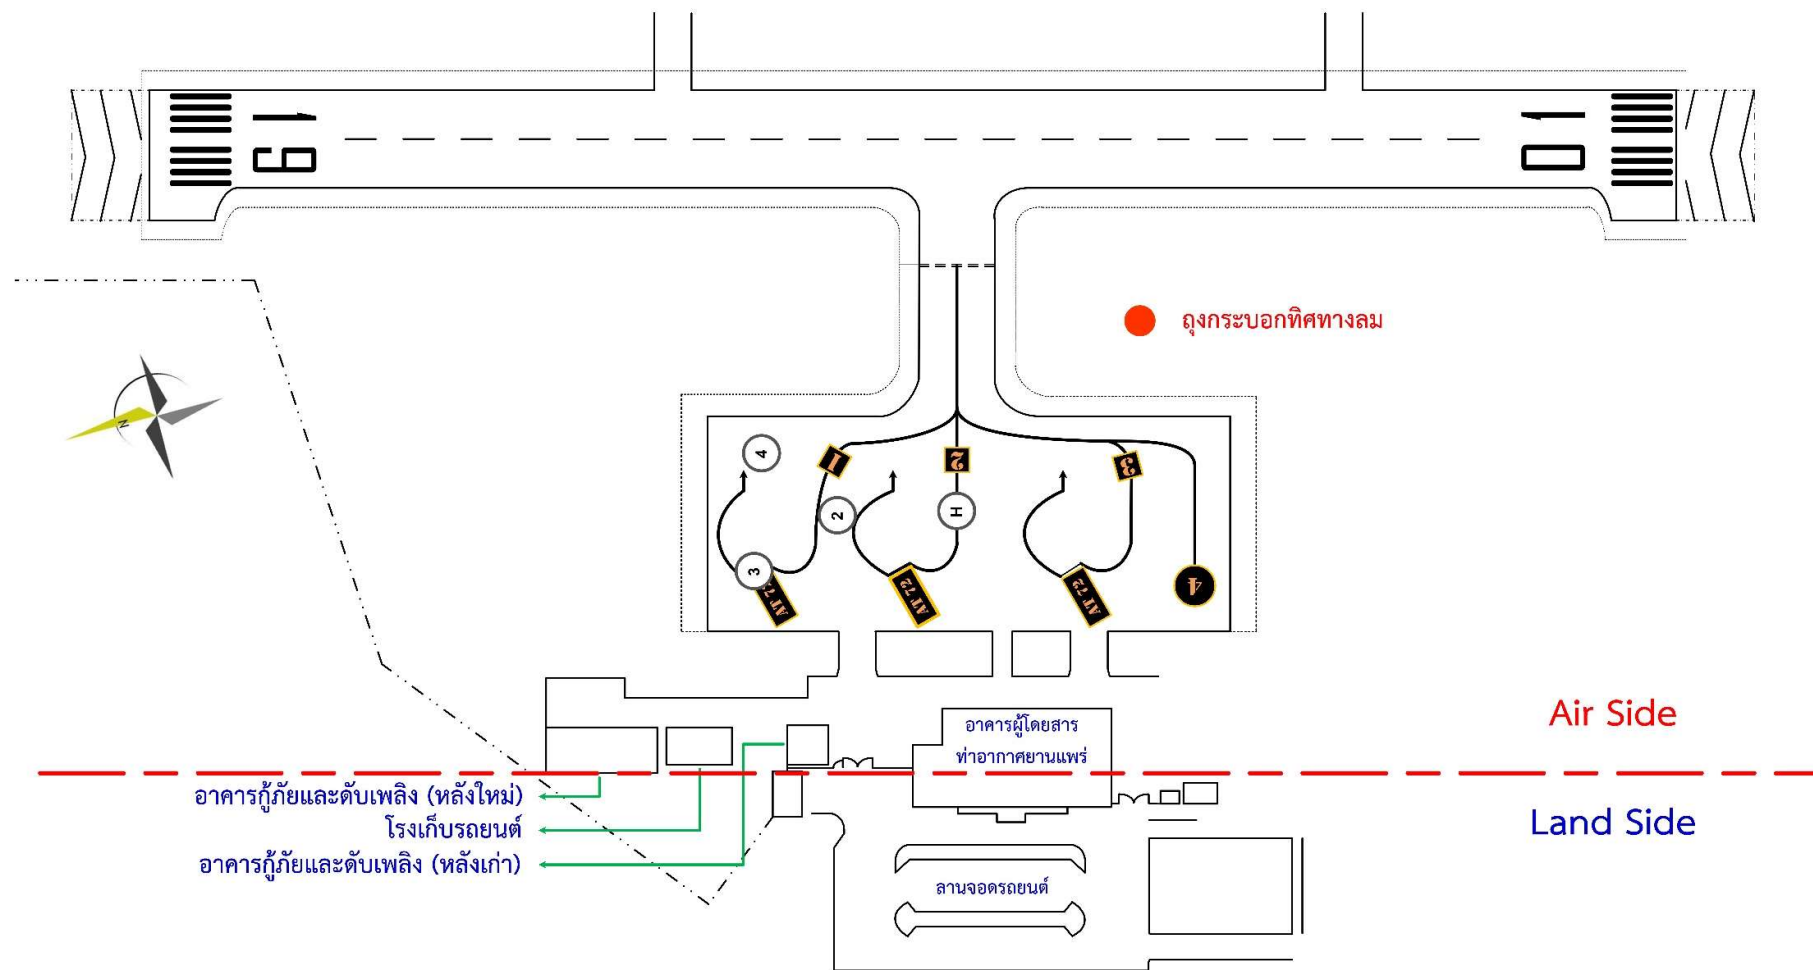 19
01
ถุงกระบอกทิศทางลม
N
4
1
2
3
2
H
3
4
AT 72
AT 72
AT 72
Air Side
อาคารผู้โดยสาร
ท่าอากาศยานแพร่
อาคารกู้ภัยและดับเพลิง (หลังใหม่)
โรงเก็บรถยนต์
อาคารกู้ภัยและดับเพลิง (หลังเก่า)
Land Side
ลานจอดรถยนต์